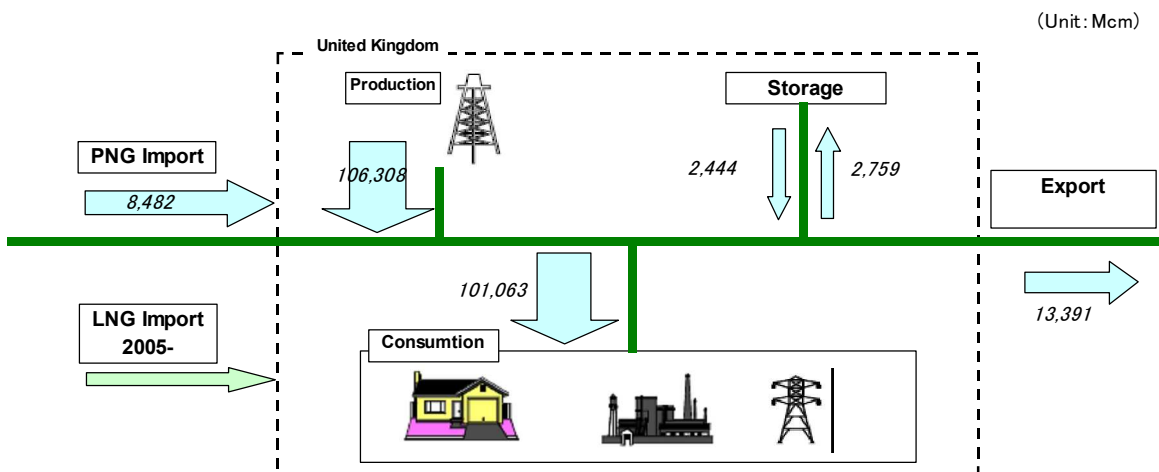 (Unit: Mcm)
United Kingdom
Production
Storage
PNG Import
106,308
2,444
2,759
8,482
Export
101,063
LNG Import
2005-
13,391
Consumtion